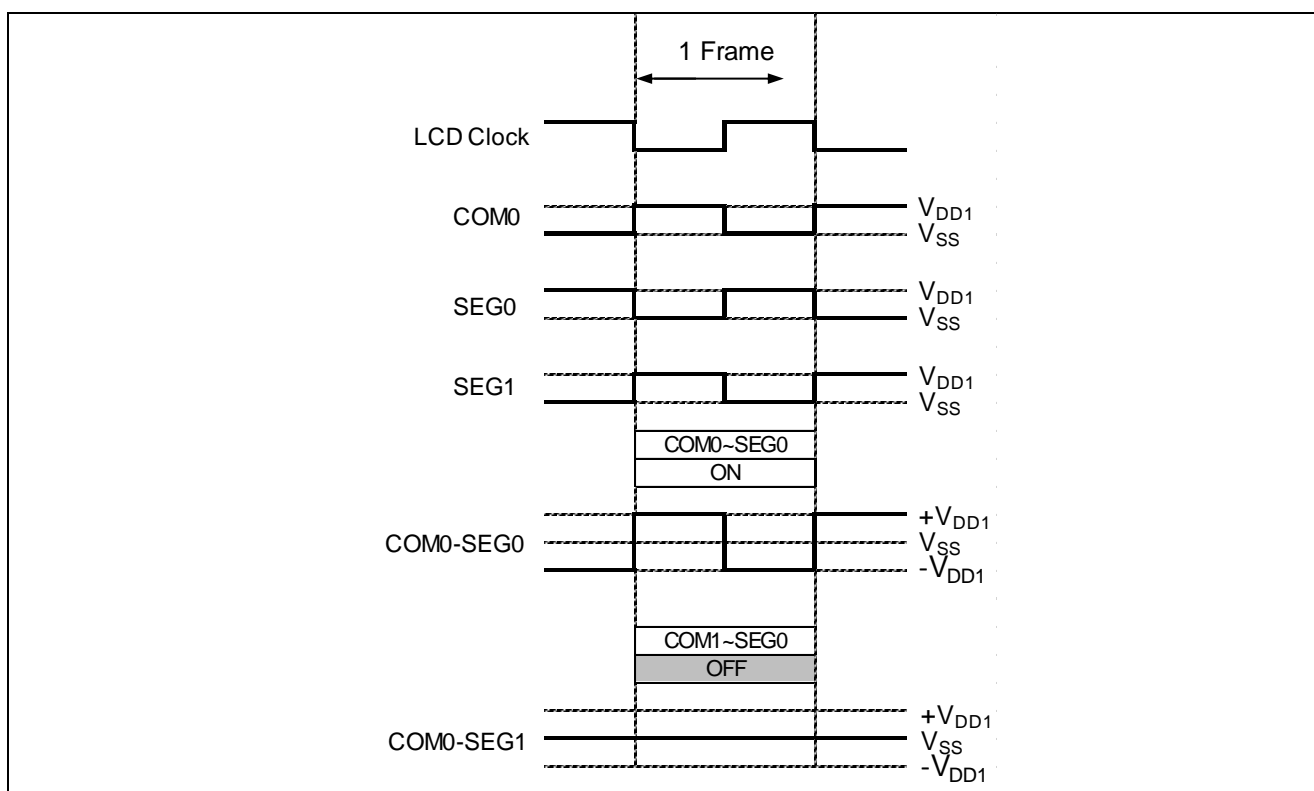 1 Frame
LCD Clock
COM0
VDD1
VSS
SEG0
VDD1
VSS
SEG1
VDD1
VSS
COM0~SEG0
ON
COM0-SEG0
+VDD1
VSS
-VDD1
COM1~SEG0
OFF
COM0-SEG1
+VDD1
VSS
-VDD1